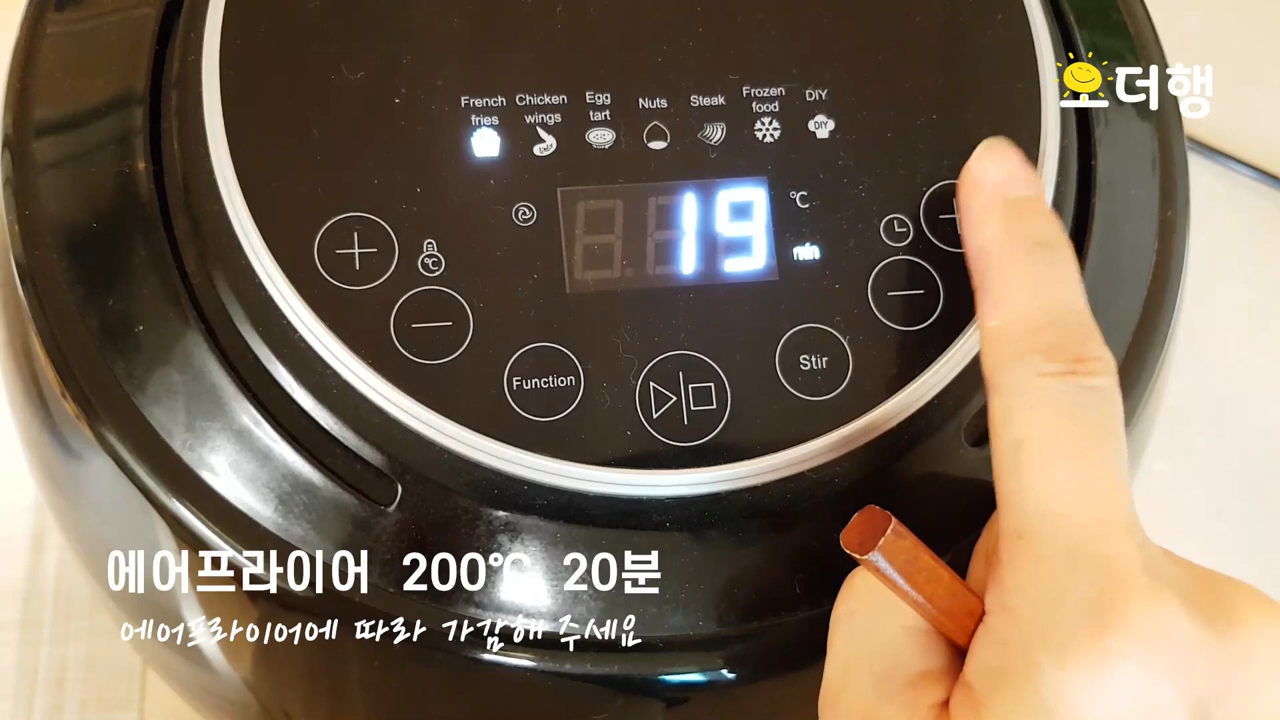 오더행
French fries
Chicken wings
Egg tart
Nuts
Steak
Frozen food
DIY
DIY
19
℃
min
℃
Function
Stir
에어프라이어 200℃ 20분
에어프라이어에 따라 가감해 주세요